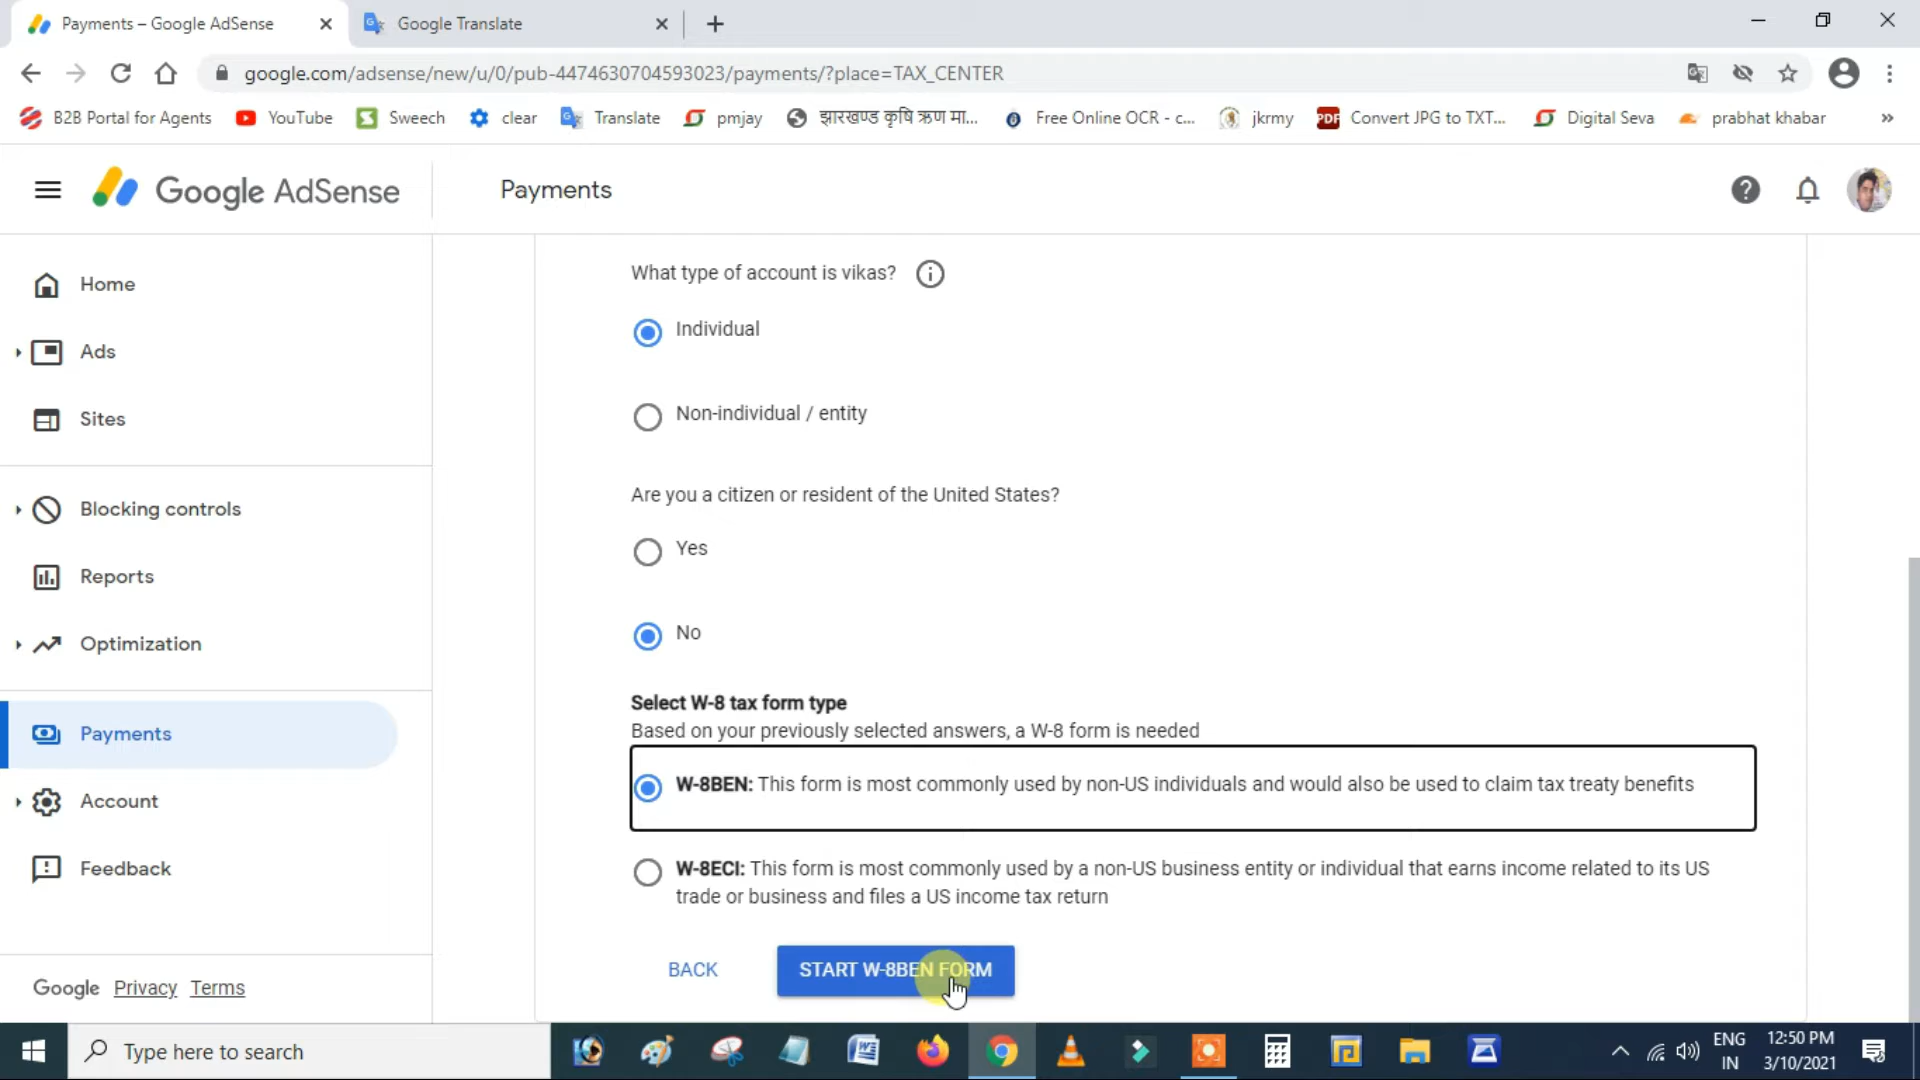 Payments – Google AdSense
Google Translate
google.com/adsense/new/u/0/pub-4474630704593023/payments/?place=TAX_CENTER
B2B Portal for Agents
YouTube
Sweech
clear
Translate
pmjay
झारखण्ड कृषि ऋण मा...
Free Online OCR - c...
jkrmy
PDF
Convert JPG to TXT...
Digital Seva
prabhat khabar
Google AdSense
Payments
Home
Ads
Sites
Blocking controls
Reports
Optimization
Payments
Account
Feedback
Google Privacy Terms
What type of account is vikas?
Individual
Non-individual / entity
Are you a citizen or resident of the United States?
Yes
No
Select W-8 tax form type
Based on your previously selected answers, a W-8 form is needed
W-8BEN: This form is most commonly used by non-US individuals and would also be used to claim tax treaty benefits
W-8ECI: This form is most commonly used by a non-US business entity or individual that earns income related to its US
trade or business and files a US income tax return
BACK
START W-8BEN FORM
Type here to search
ENG
IN
12:50 PM
3/10/2021